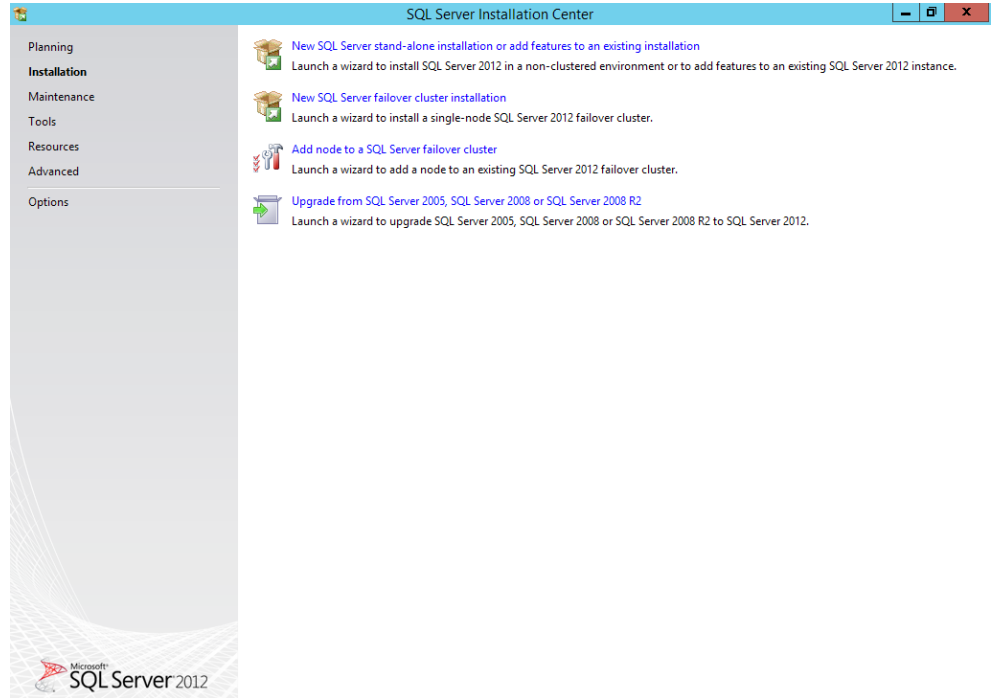 SQL Server Installation Center
Planning
Installation
Maintenance
Tools
Resources
Advanced
Options
New SQL Server stand-alone installation or add features to an existing installation
Launch a wizard to install SQL Server 2012 in a non-clustered environment or to add features to an existing SQL Server 2012 instance.
New SQL Server failover cluster installation
Launch a wizard to install a single-node SQL Server 2012 failover cluster.
Add node to a SQL Server failover cluster
Launch a wizard to add a node to an existing SQL Server 2012 failover cluster.
Upgrade from SQL Server 2005, SQL Server 2008 or SQL Server 2008 R2
Launch a wizard to upgrade SQL Server 2005, SQL Server 2008 or SQL Server 2008 R2 to SQL Server 2012.
Microsoft®
SQL Server 2012